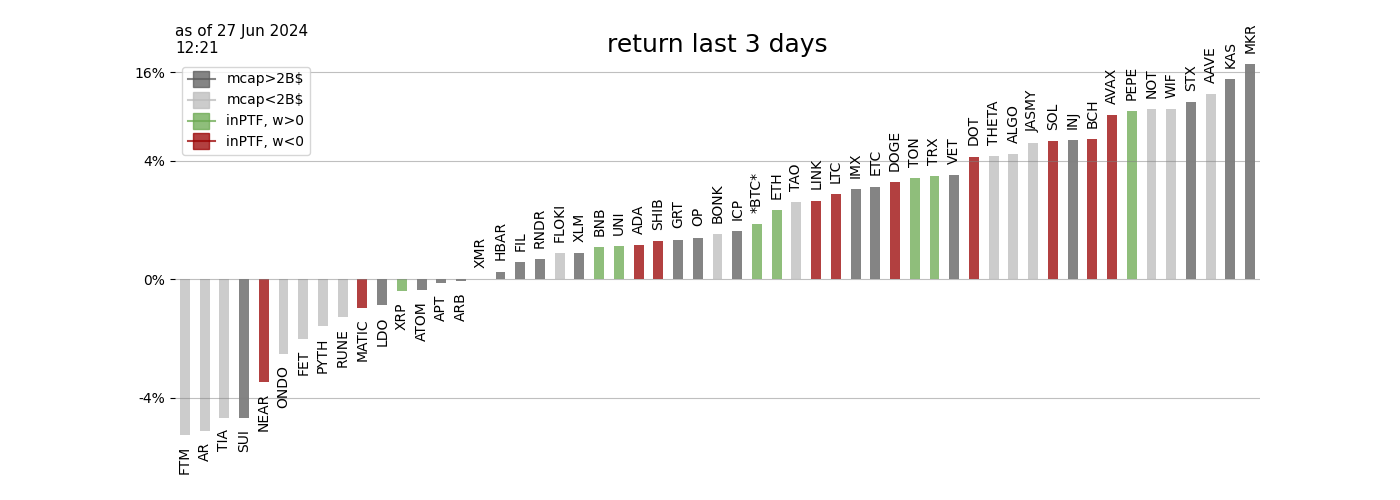 as of 27 Jun 2024
12:21
return last 3 days
mcap>2B$
mcap<2B$
inPTF, w>0
inPTF, w<0
16%
4%
0%
-4%
FTM
AR
TIA
SUI
NEAR
ONDO
FET
PYTH
RUNE
MATIC
LDO
XRP
ATOM
APT
ARB
XMR
HBAR
FIL
RNDR
FLOKI
XLM
BNB
UNI
ADA
SHIB
GRT
OP
BONK
ICP
*BTC*
ETH
TAO
LINK
LTC
IMX
ETC
DOGE
TON
TRX
VET
DOT
THETA
ALGO
JASMY
SOL
INJ
BCH
AVAX
PEPE
NOT
WIF
STX
AAVE
KAS
MKR